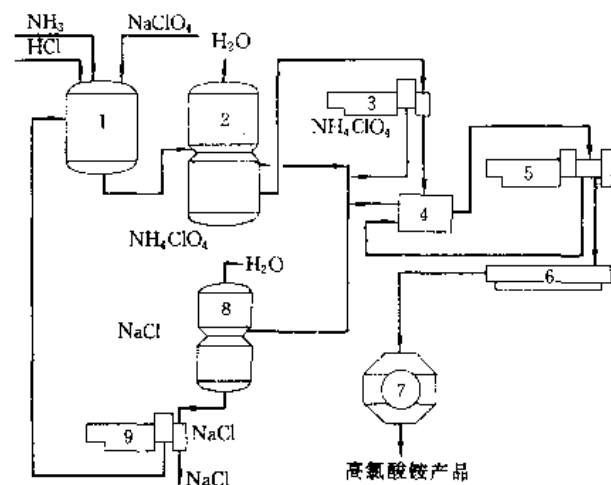 NH₃
NaClO₄
HCl
H₂O
1
2
3
NH₄ClO₄
4
5
6
NH₄ClO₄
H₂O
8
NaCl
7
9
NaCl
NaCl
高氯酸铵产品